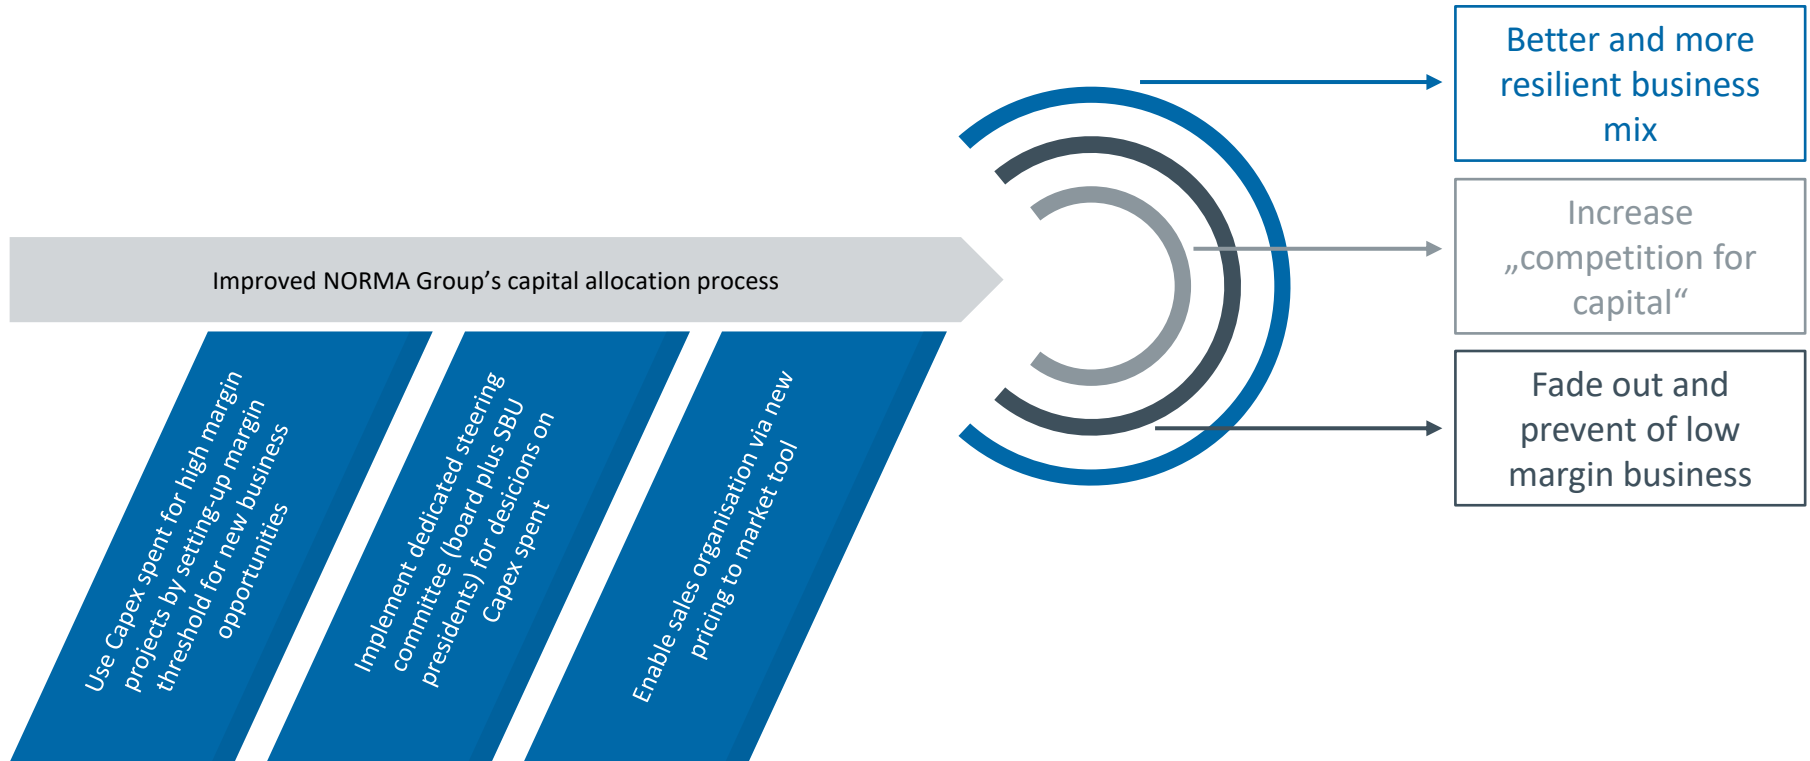 Better and more
resilient business
mix
Increase
„competition for
capital“
Fade out and
prevent of low
margin business
Improved NORMA Group’s capital allocation process
Use Capex spent for high margin
projects by setting-up margin
threshold for new business
opportunities
Implement dedicated steering
committee (board plus SBU
presidents) for desicions on
Capex spent
Enable sales organisation via new
pricing to market tool